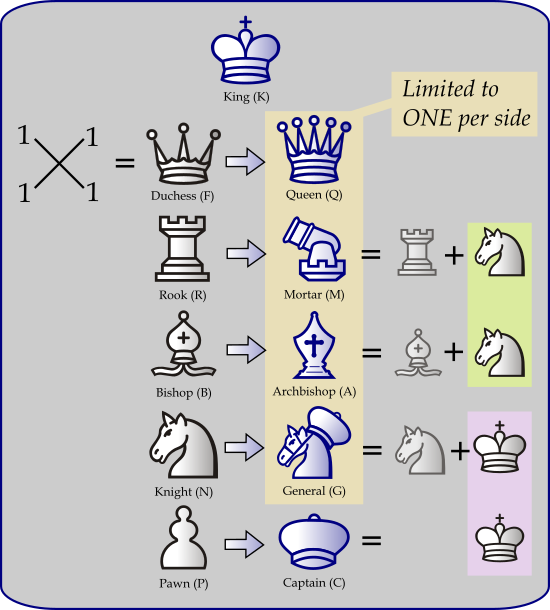 King (K)
Limited to
ONE per side
1 1
1 1
=
Duchess (F)
Queen (Q)
Rook (R)
Mortar (M)
= +
Bishop (B)
Archbishop (A)
= +
Knight (N)
General (G)
= +
Pawn (P)
Captain (C)
=